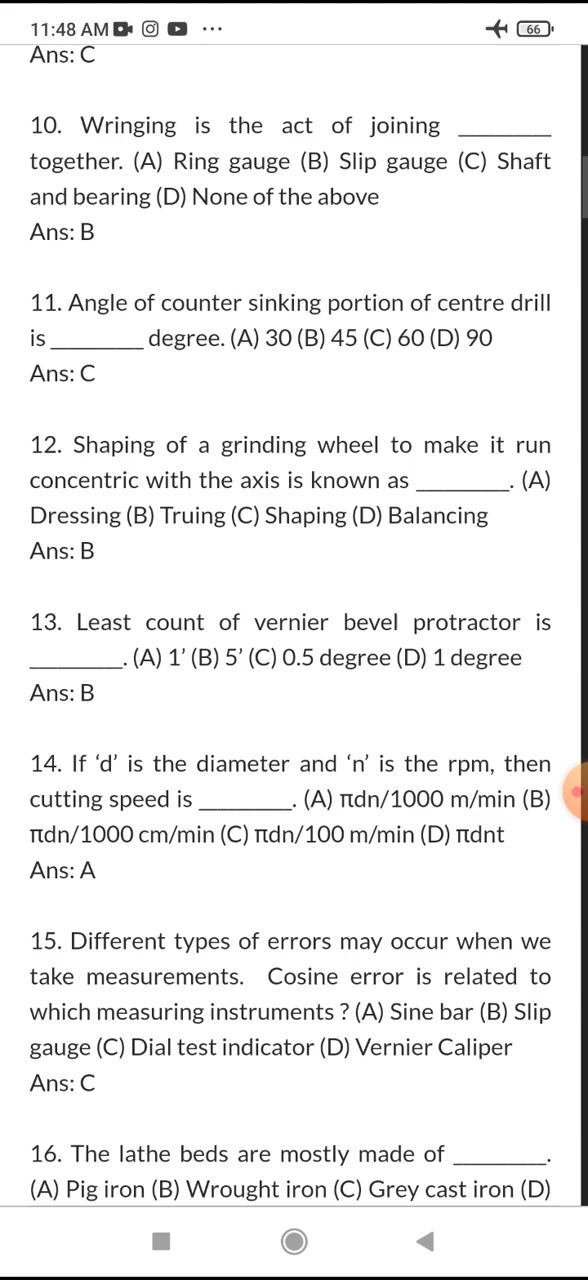 11:48 AM ...
66
Ans: C
10. Wringing is the act of joining ________
together. (A) Ring gauge (B) Slip gauge (C) Shaft
and bearing (D) None of the above
Ans: B
11. Angle of counter sinking portion of centre drill
is ________ degree. (A) 30 (B) 45 (C) 60 (D) 90
Ans: C
12. Shaping of a grinding wheel to make it run
concentric with the axis is known as ________. (A)
Dressing (B) Truing (C) Shaping (D) Balancing
Ans: B
13. Least count of vernier bevel protractor is
________. (A) 1’ (B) 5’ (C) 0.5 degree (D) 1 degree
Ans: B
14. If ‘d’ is the diameter and ‘n’ is the rpm, then
cutting speed is ________. (A) πdn/1000 m/min (B)
πdn/1000 cm/min (C) πdn/100 m/min (D) πdnt
Ans: A
15. Different types of errors may occur when we
take measurements. Cosine error is related to
which measuring instruments ? (A) Sine bar (B) Slip
gauge (C) Dial test indicator (D) Vernier Caliper
Ans: C
16. The lathe beds are mostly made of ________.
(A) Pig iron (B) Wrought iron (C) Grey cast iron (D)